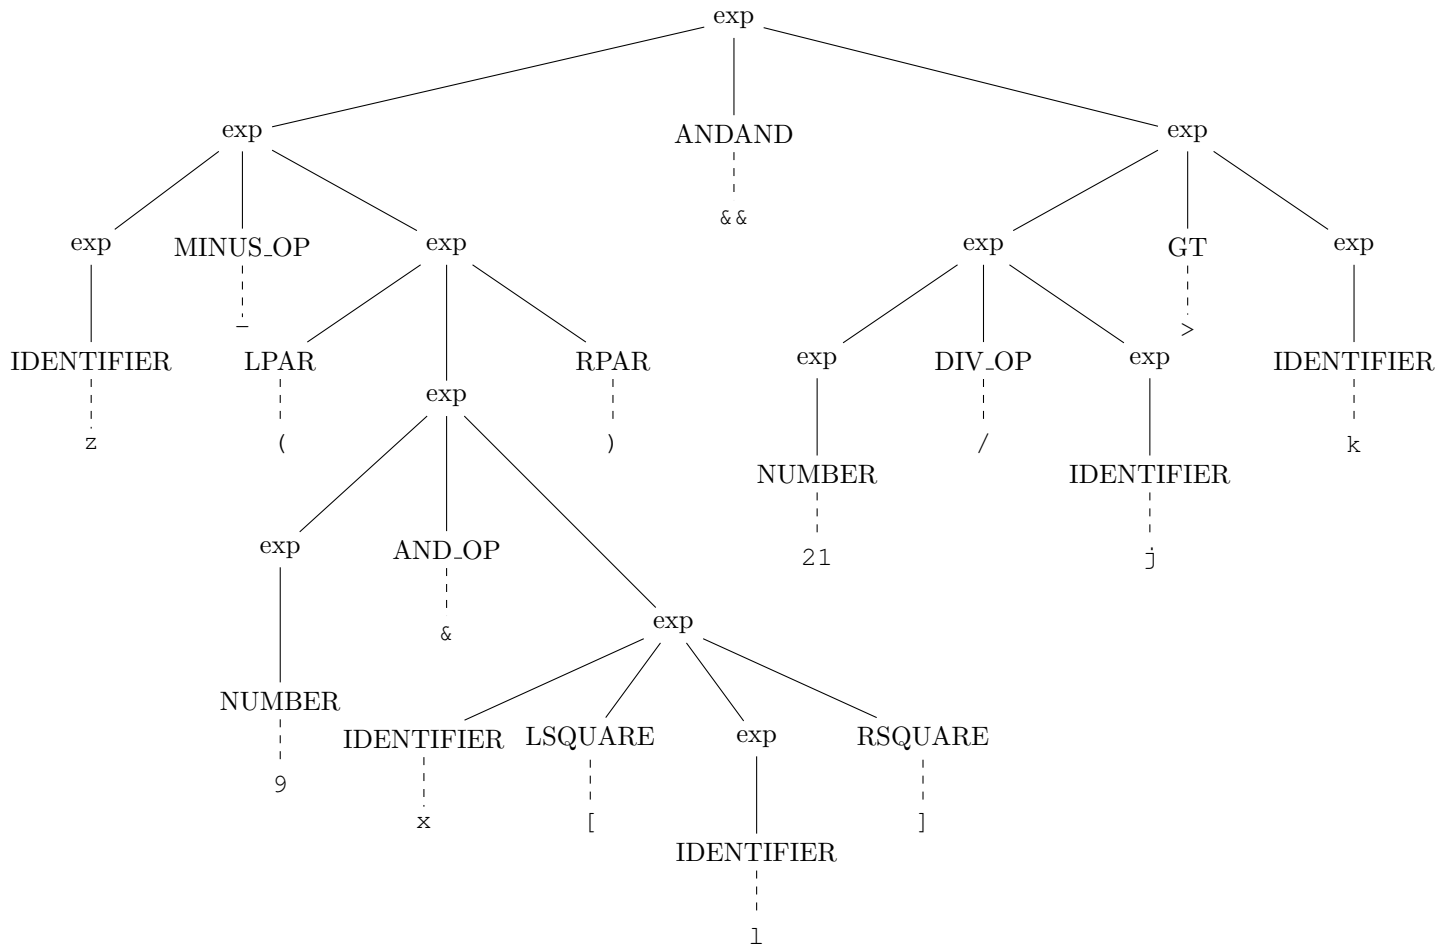 exp
exp ANDAND exp
&&
exp MINUS_OP exp exp GT exp
- >
IDENTIFIER LPAR RPAR exp DIV_OP exp IDENTIFIER
exp
z ( ) / k
NUMBER IDENTIFIER
exp AND_OP 21 j
&
exp
NUMBER IDENTIFIER LSQUARE exp RSQUARE
9
x [ ]
IDENTIFIER
l